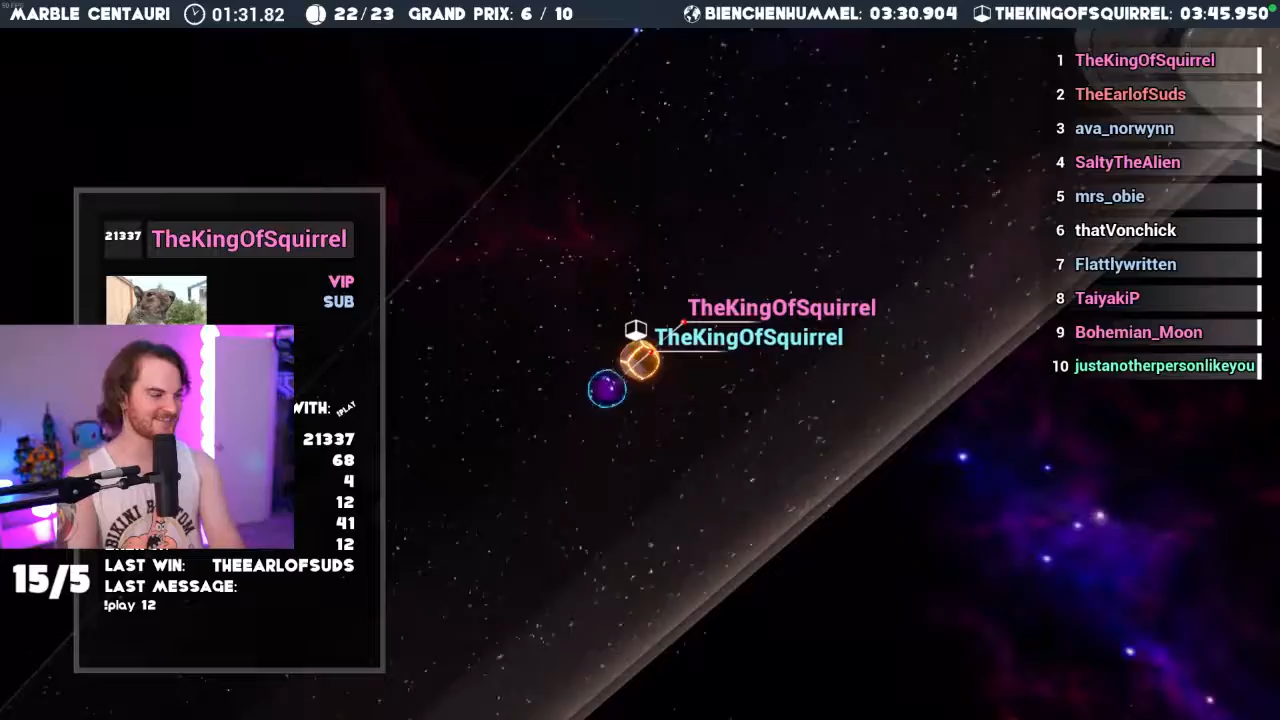 MARBLE CENTAURI 01:31.82 22/23 GRAND PRIX: 6 / 10 BIENCHENHUMMEL: 03:30.904 THEKINGOFSQUIRREL: 03:45.950
1 TheKingOfSquirrel
2 TheEarlofSuds
3 ava_norwynn
4 SaltyTheAlien
5 mrs_obie
6 thatVonchick
7 Flattlywritten
8 TaiyakiP
9 Bohemian_Moon
10 justanotherpersonlikeyou
21337 TheKingOfSquirrel
VIP
SUB
TheKingOfSquirrel
TheKingOfSquirrel
WITH: !PLAY
21337
68
4
12
41
12
BIKINI BOTTOM
15/5
LAST WIN: THEEARLOFSUDS
LAST MESSAGE:
!play 12